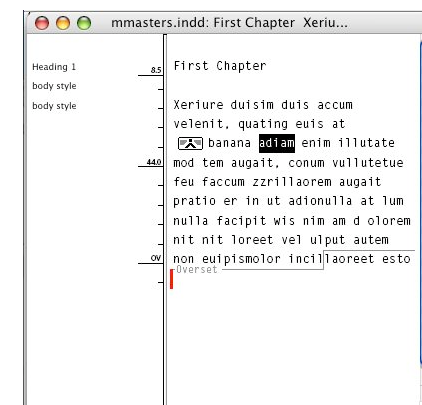 mmasters.indd: First Chapter Xeriu...
Heading 1
8.5
First Chapter
body style
body style
Xeriure duisim duis accum
velenit, quating euis at
banana adiam enim illutate
44.0
mod tem augait, conum vullutetue
feu faccum zzrillaorem augait
pratio er in ut adionulla at lum
nulla facipit wis nim am d olorem
nit nit loreet vel ulput autem
OV
non euipismolor incillaoreet esto
Overset